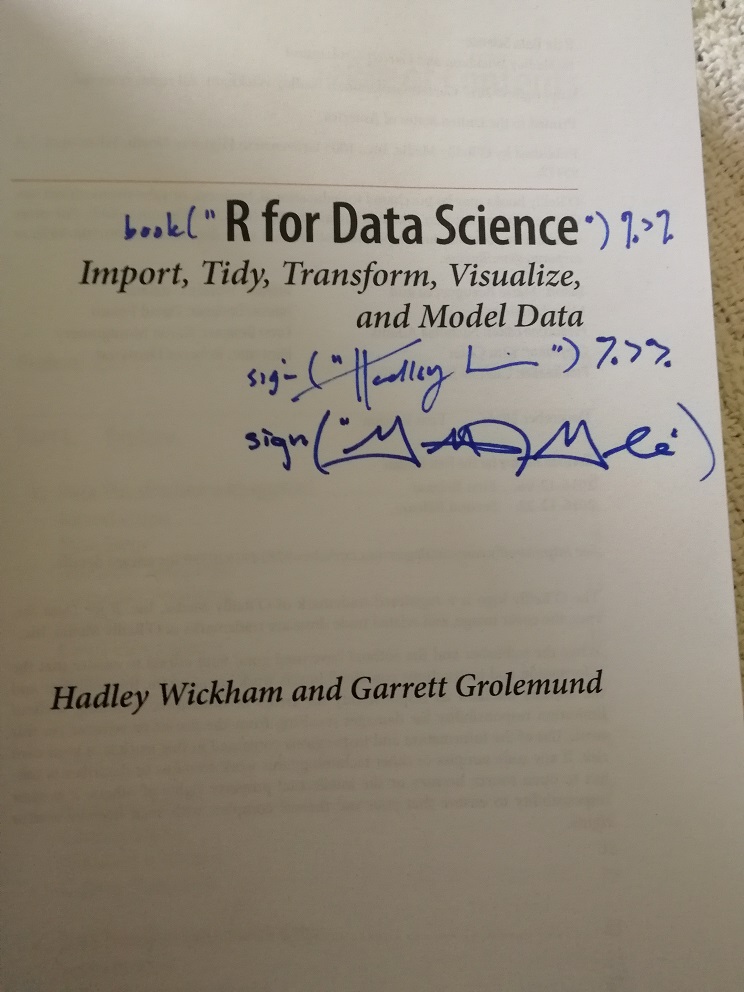 book("R for Data Science") %>%
Import, Tidy, Transform, Visualize,
and Model Data
sign("Hadley ") %>%
sign("")
Hadley Wickham and Garrett Grolemund